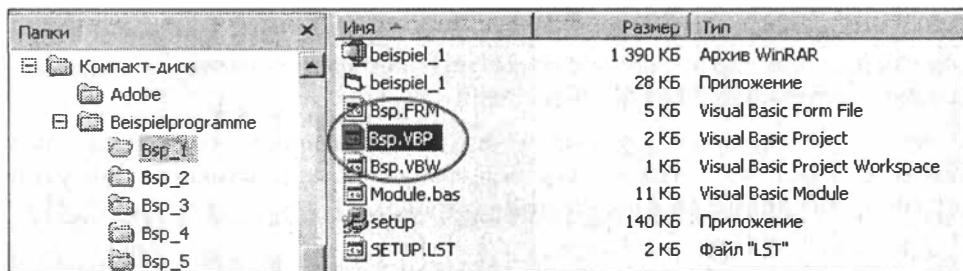 Папки
Компакт-диск
Adobe
Beispielprogramme
Bsp_1
Bsp_2
Bsp_3
Bsp_4
Bsp_5
Имя Размер Тип
beispiel_1 1 390 КБ Архив WinRAR
beispiel_1 28 КБ Приложение
Bsp.FRM 5 КБ Visual Basic Form File
Bsp.VBP 2 КБ Visual Basic Project
Bsp.VBW 1 КБ Visual Basic Project Workspace
Module.bas 11 КБ Visual Basic Module
setup 140 КБ Приложение
SETUP.LST 2 КБ Файл "LST"